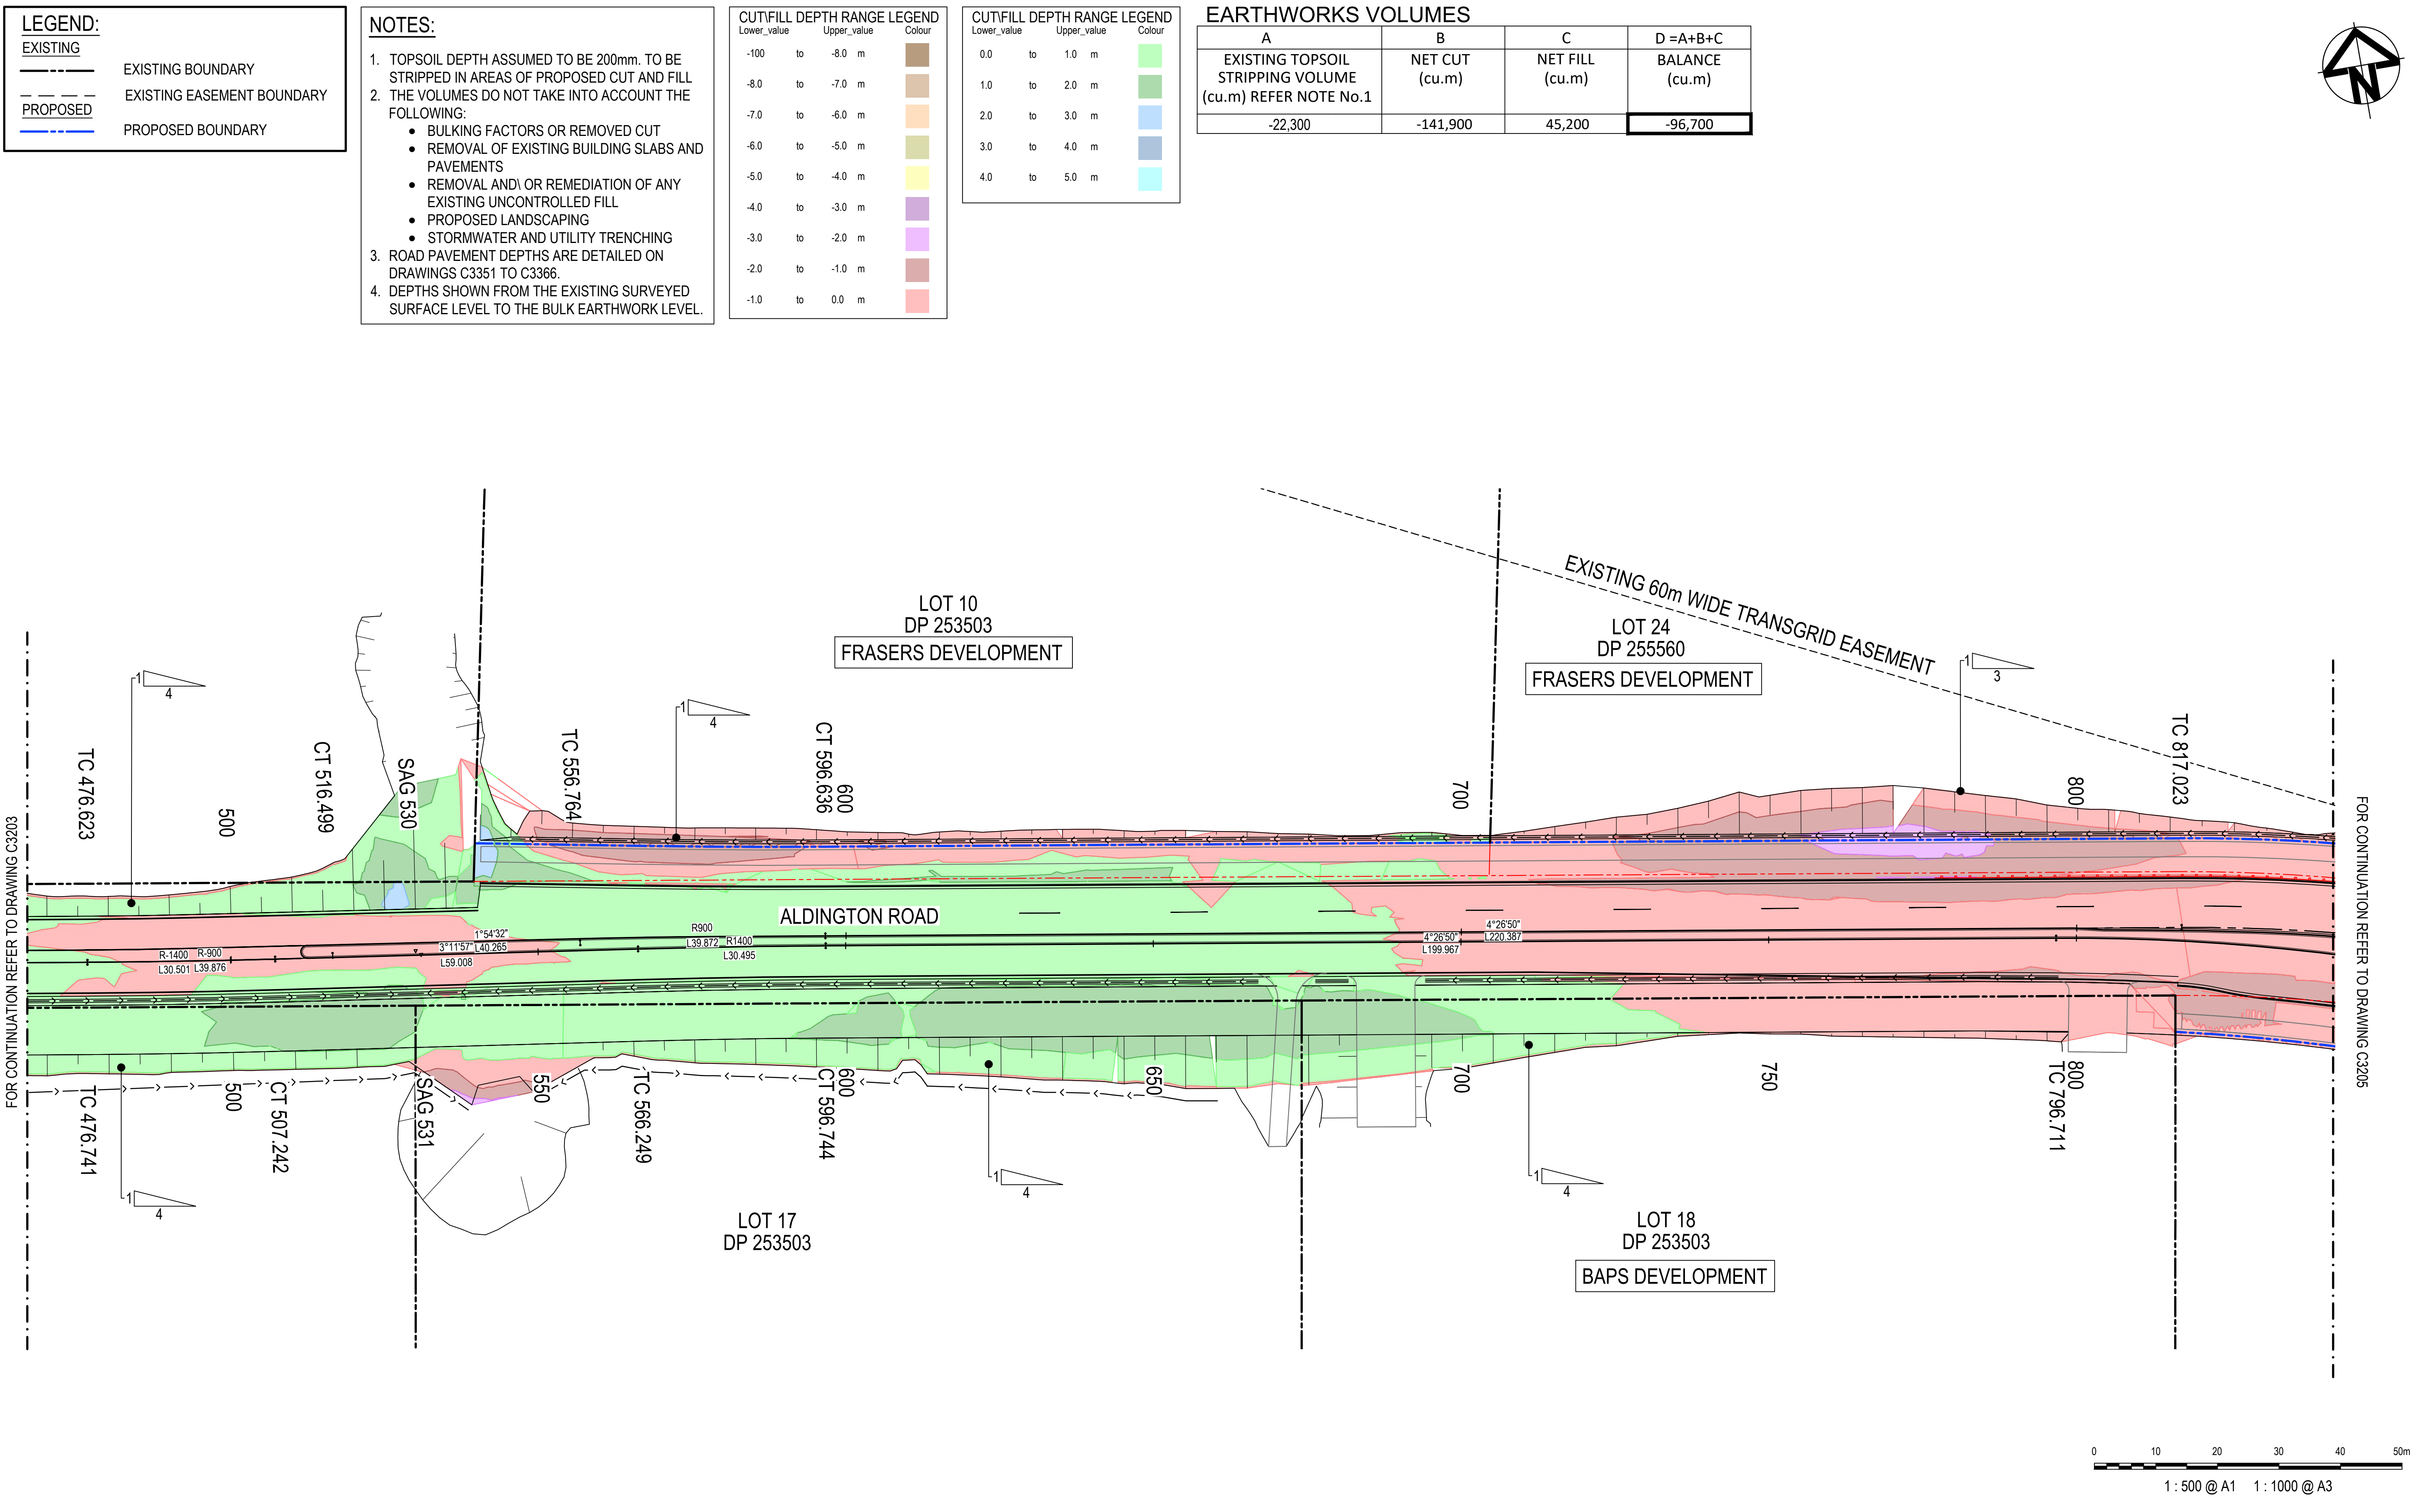 LEGEND:
EXISTING
EXISTING BOUNDARY
EXISTING EASEMENT BOUNDARY
PROPOSED
PROPOSED BOUNDARY
NOTES:
1. TOPSOIL DEPTH ASSUMED TO BE 200mm. TO BE
STRIPPED IN AREAS OF PROPOSED CUT AND FILL
2. THE VOLUMES DO NOT TAKE INTO ACCOUNT THE
FOLLOWING:
● BULKING FACTORS OR REMOVED CUT
● REMOVAL OF EXISTING BUILDING SLABS AND
PAVEMENTS
● REMOVAL AND\ OR REMEDIATION OF ANY
EXISTING UNCONTROLLED FILL
● PROPOSED LANDSCAPING
● STORMWATER AND UTILITY TRENCHING
3. ROAD PAVEMENT DEPTHS ARE DETAILED ON
DRAWINGS C3351 TO C3366.
4. DEPTHS SHOWN FROM THE EXISTING SURVEYED
SURFACE LEVEL TO THE BULK EARTHWORK LEVEL.
CUT\FILL DEPTH RANGE LEGEND
Lower_value Upper_value Colour
-100 to -8.0 m
-8.0 to -7.0 m
-7.0 to -6.0 m
-6.0 to -5.0 m
-5.0 to -4.0 m
-4.0 to -3.0 m
-3.0 to -2.0 m
-2.0 to -1.0 m
-1.0 to 0.0 m
CUT\FILL DEPTH RANGE LEGEND
Lower_value Upper_value Colour
0.0 to 1.0 m
1.0 to 2.0 m
2.0 to 3.0 m
3.0 to 4.0 m
4.0 to 5.0 m
EARTHWORKS VOLUMES
A B C D =A+B+C
EXISTING TOPSOIL STRIPPING VOLUME (cu.m) REFER NOTE No.1
NET CUT (cu.m)
NET FILL (cu.m)
BALANCE (cu.m)
-22,300 -141,900 45,200 -96,700
N
EXISTING 60m WIDE TRANSGRID EASEMENT
LOT 10
DP 253503
FRASERS DEVELOPMENT
LOT 24
DP 255560
FRASERS DEVELOPMENT
1
4
1
4
1
3
TC 476.623
500
CT 516.499
SAG 530
TC 556.764
CT 596.636
600
700
800
TC 817.023
FOR CONTINUATION REFER TO DRAWING C3203
FOR CONTINUATION REFER TO DRAWING C3205
ALDINGTON ROAD
R-1400 R-900
L30.501 L39.876
1°54'32"
3°11'57" L40.265
L59.008
R900
L39.872 R1400
L30.495
4°26'50"
L199.967
4°26'50"
L220.387
TC 476.741
500
CT 507.242
SAG 531
550
TC 566.249
CT 596.744
600
650
700
750
TC 796.711
800
1
4
1
4
1
4
LOT 17
DP 253503
LOT 18
DP 253503
BAPS DEVELOPMENT
0 10 20 30 40 50m
1 : 500 @ A1 1 : 1000 @ A3